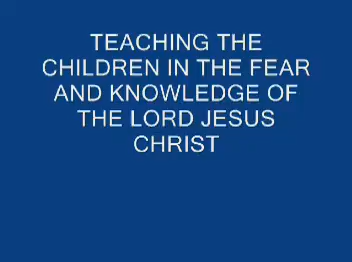 TEACHING THE
CHILDREN IN THE FEAR
AND KNOWLEDGE OF
THE LORD JESUS
CHRIST